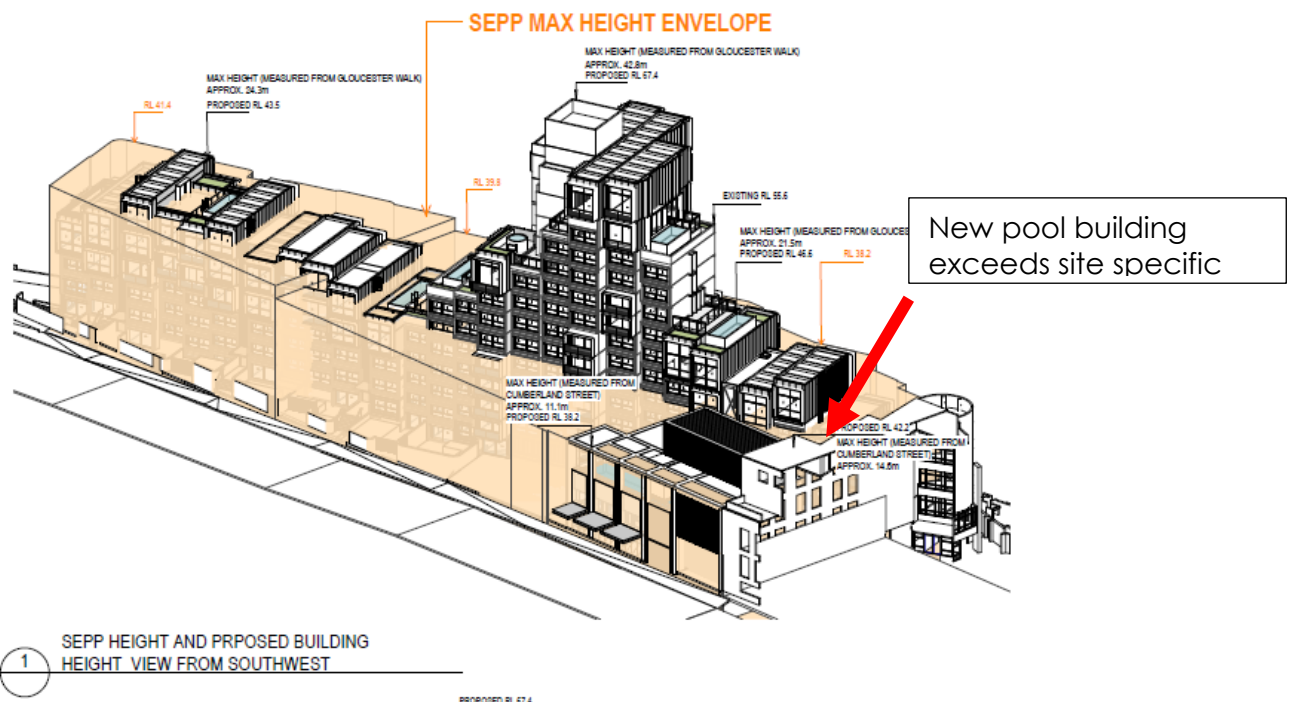 SEPP MAX HEIGHT ENVELOPE
MAX HEIGHT (MEASURED FROM GLOUCESTER WALK)
APPROX. 42.8m
PROPOSED RL 67.4
MAX HEIGHT (MEASURED FROM GLOUCESTER WALK)
APPROX. 24.3m
PROPOSED RL 43.5
RL 41.4
RL 39.8
EXISTING RL 55.6
MAX HEIGHT (MEASURED FROM GLOUCES
APPROX. 21.5m
PROPOSED RL 46.6
RL 38.2
New pool building
exceeds site specific
MAX HEIGHT (MEASURED FROM
CUMBERLAND STREET)
APPROX. 11.1m
PROPOSED RL 38.2
PROPOSED RL 42.2
MAX HEIGHT (MEASURED FROM
CUMBERLAND STREET)
APPROX. 14.6m
1
SEPP HEIGHT AND PRPOSED BUILDING
HEIGHT VIEW FROM SOUTHWEST
PROPOSED RL 67.4